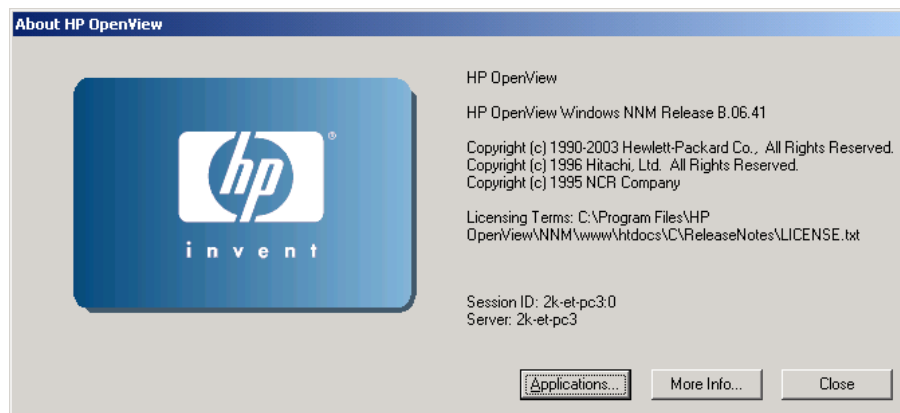 About HP OpenView
hp
®
invent
HP OpenView
HP OpenView Windows NNM Release B.06.41
Copyright (c) 1990-2003 Hewlett-Packard Co.,  All Rights Reserved.
Copyright (c) 1996 Hitachi, Ltd.  All Rights Reserved.
Copyright (c) 1995 NCR Company
Licensing Terms: C:\Program Files\HP
OpenView\NNM\www\htdocs\C\ReleaseNotes\LICENSE.txt
Session ID: 2k-et-pc3:0
Server: 2k-et-pc3
Applications...
More Info...
Close